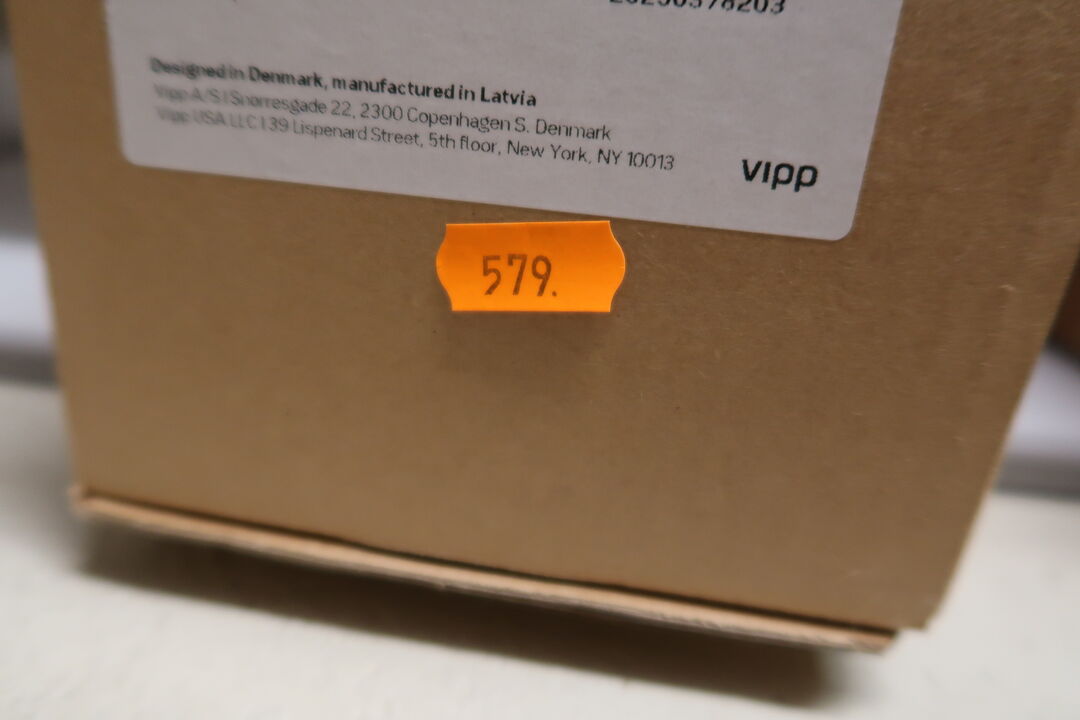 Designed in Denmark, manufactured in Latvia
Vipp A/S | Snorresgade 22, 2300 Copenhagen S. Denmark
Vipp USA LLC | 39 Lispenard Street, 5th floor, New York, NY 10013
vipp
579.